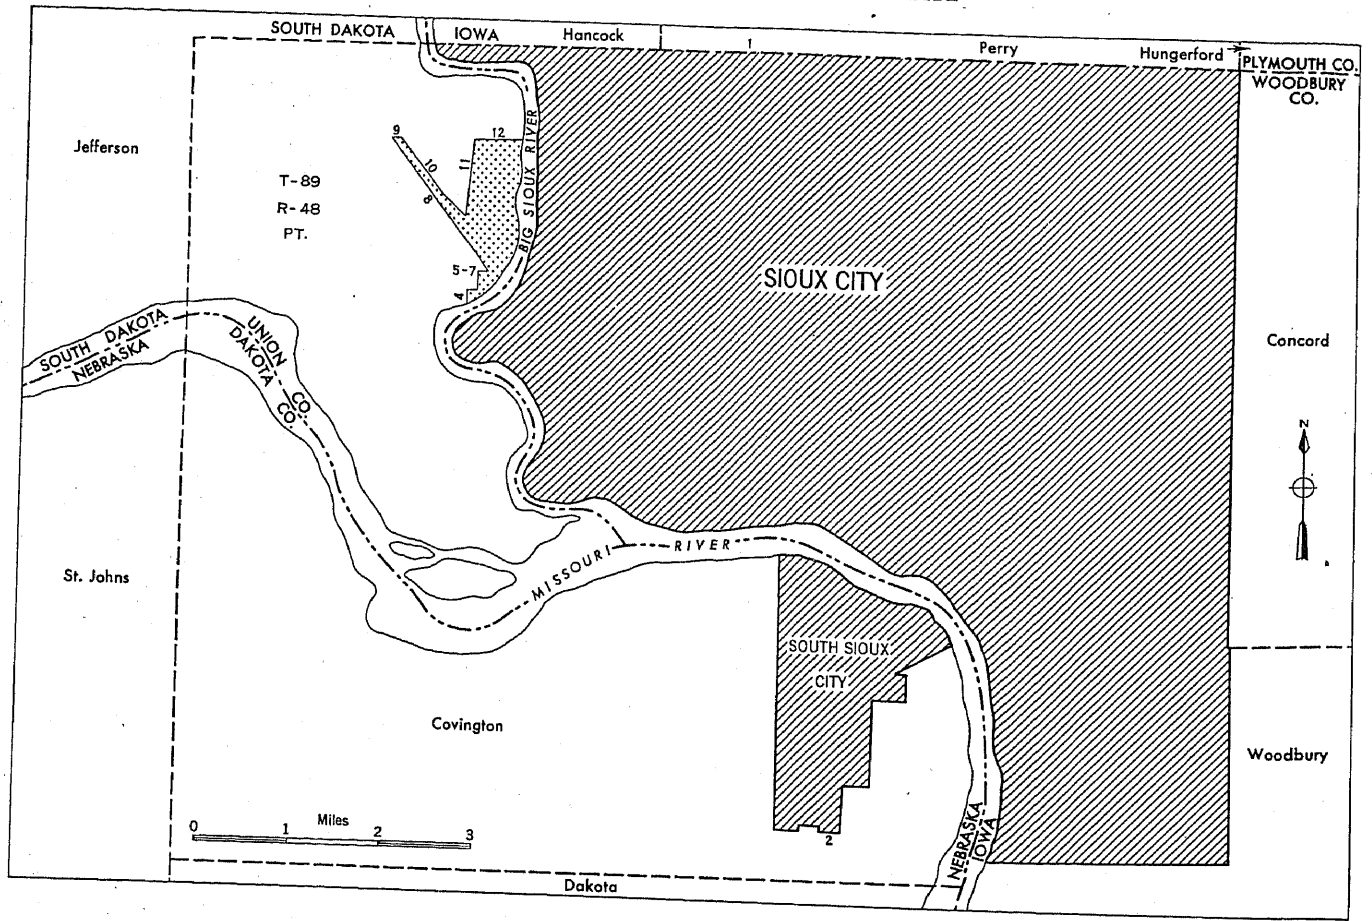 SOUTH DAKOTA
IOWA
Hancock
1
Perry
Hungerford
PLYMOUTH CO.
WOODBURY
CO.
Jefferson
T-89
R-48
PT.
9
10
8
11
12
5-7
4
BIG SIOUX RIVER
SIOUX CITY
SOUTH DAKOTA
NEBRASKA
UNION CO.
DAKOTA CO.
Concord
N
St. Johns
MISSOURI RIVER
SOUTH SIOUX
CITY
Covington
Woodbury
Miles
0 1 2 3
2
NEBRASKA
IOWA
Dakota